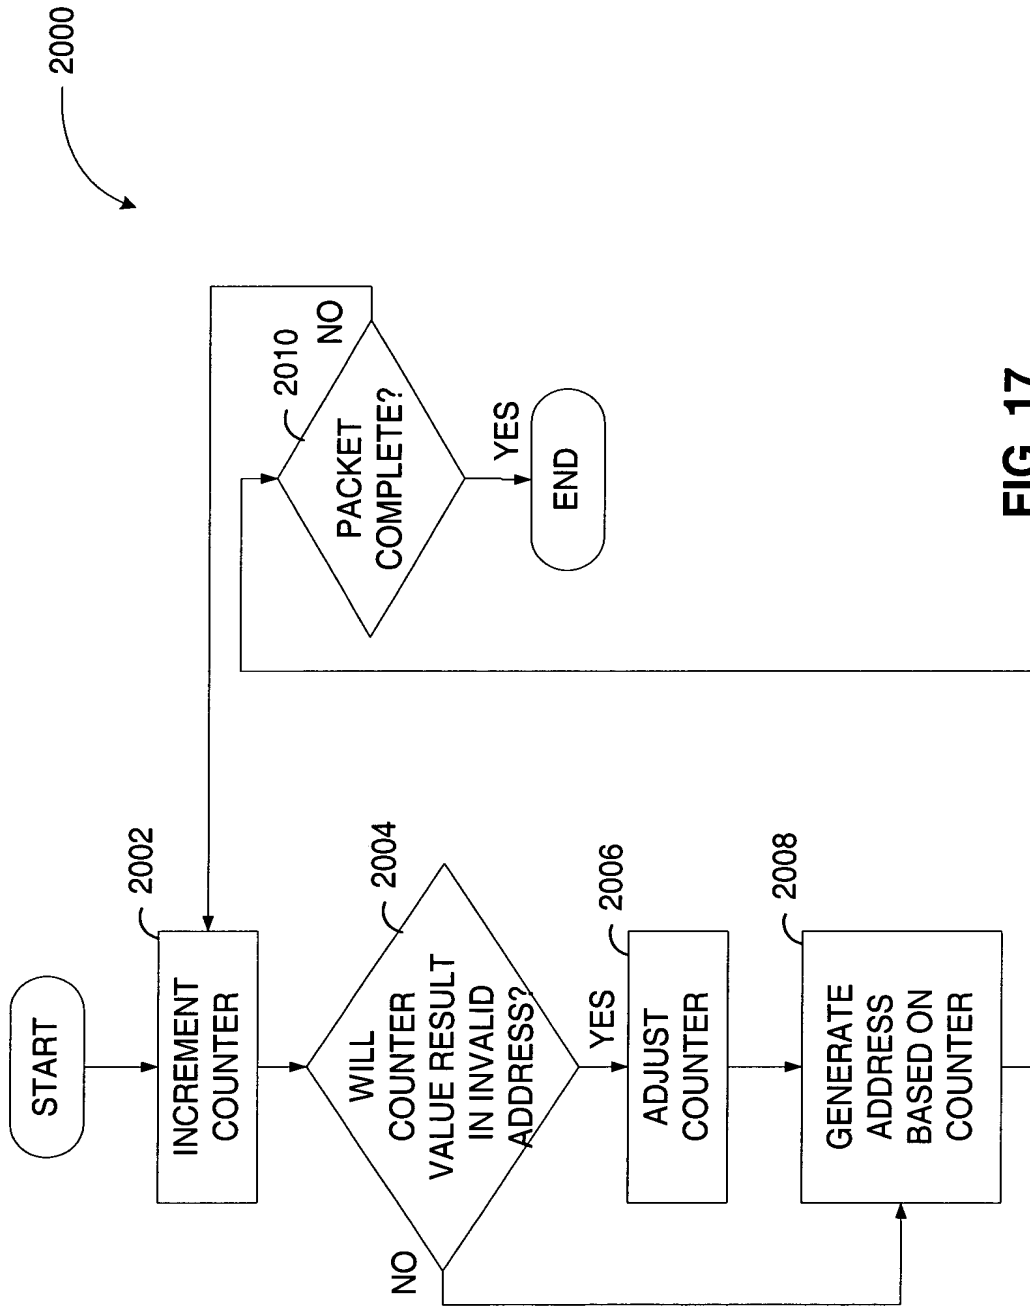 2000
START
2002
INCREMENT
COUNTER
2004
WILL
COUNTER
VALUE RESULT
IN INVALID
ADDRESS?
NO
YES
2006
ADJUST
COUNTER
2008
GENERATE
ADDRESS
BASED ON
COUNTER
2010
PACKET
COMPLETE?
NO
YES
END
FIG. 17